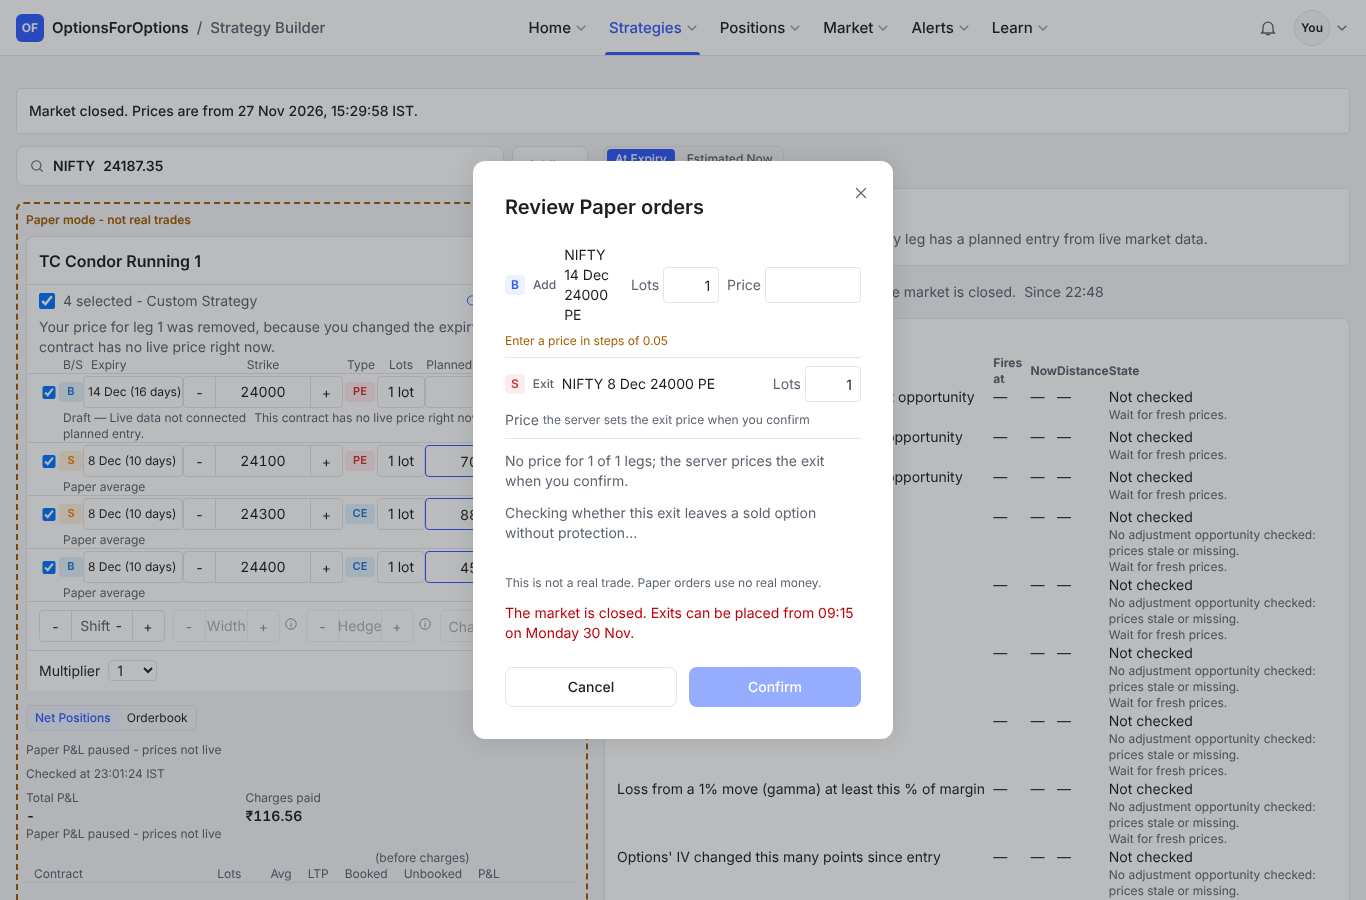 OF OptionsForOptions / Strategy Builder Home Strategies Positions Market Alerts Learn You
Market closed. Prices are from 27 Nov 2026, 15:29:58 IST.
NIFTY 24187.35
At Expiry Estimated Now
Paper mode - not real trades
TC Condor Running 1
4 selected - Custom Strategy
Your price for leg 1 was removed, because you changed the
contract has no live price right now.
B/S Expiry Strike Type Lots Planned
B 14 Dec (16 days) - 24000 + PE 1 lot
Draft — Live data not connected This contract has no live price right
planned entry.
S 8 Dec (10 days) - 24100 + PE 1 lot
Paper average
S 8 Dec (10 days) - 24300 + CE 1 lot
Paper average
B 8 Dec (10 days) - 24400 + CE 1 lot
Paper average
- Shift - + - Width + - Hedge +
Multiplier 1
Net Positions Orderbook
Paper P&L paused - prices not live
Checked at 23:01:24 IST
Total P&L Charges paid
- ₹116.56
Paper P&L paused - prices not live
(before charges)
Contract Lots Avg LTP Booked Unbooked P&L
Review Paper orders
B Add NIFTY
14 Dec
24000
PE
Lots 1 Price
Enter a price in steps of 0.05
S Exit NIFTY 8 Dec 24000 PE Lots 1
Price the server sets the exit price when you confirm
No price for 1 of 1 legs; the server prices the exit
when you confirm.
Checking whether this exit leaves a sold option
without protection...
This is not a real trade. Paper orders use no real money.
The market is closed. Exits can be placed from 09:15
on Monday 30 Nov.
Cancel Confirm
leg has a planned entry from live market data.
market is closed. Since 22:48
Fires
at
Now Distance State
opportunity — — — Not checked
Wait for fresh prices.
opportunity — — — Not checked
Wait for fresh prices.
opportunity — — — Not checked
Wait for fresh prices.
— — — Not checked
No adjustment opportunity checked:
prices stale or missing.
Wait for fresh prices.
— — — Not checked
No adjustment opportunity checked:
prices stale or missing.
Wait for fresh prices.
— — — Not checked
No adjustment opportunity checked:
prices stale or missing.
Wait for fresh prices.
— — — Not checked
No adjustment opportunity checked:
prices stale or missing.
Wait for fresh prices.
Loss from a 1% move (gamma) at least this % of margin — — — Not checked
No adjustment opportunity checked:
prices stale or missing.
Wait for fresh prices.
Options' IV changed this many points since entry — — — Not checked
No adjustment opportunity checked:
prices stale or missing.